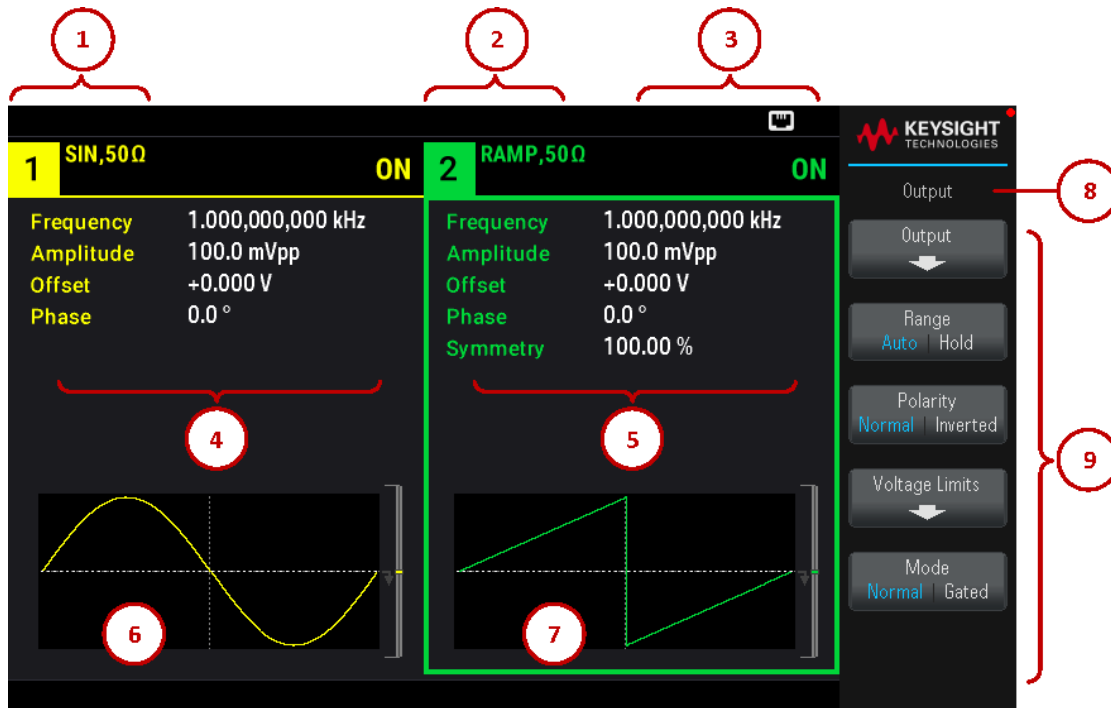 1
2
3
KEYSIGHT
TECHNOLOGIES
1 SIN,50Ω ON
2 RAMP,50Ω ON
Output
8
Frequency 1.000,000,000 kHz
Amplitude 100.0 mVpp
Offset +0.000 V
Phase 0.0 °
4
Frequency 1.000,000,000 kHz
Amplitude 100.0 mVpp
Offset +0.000 V
Phase 0.0 °
Symmetry 100.00 %
5
6
7
Output
Range
Auto | Hold
Polarity
Normal | Inverted
Voltage Limits
Mode
Normal | Gated
9